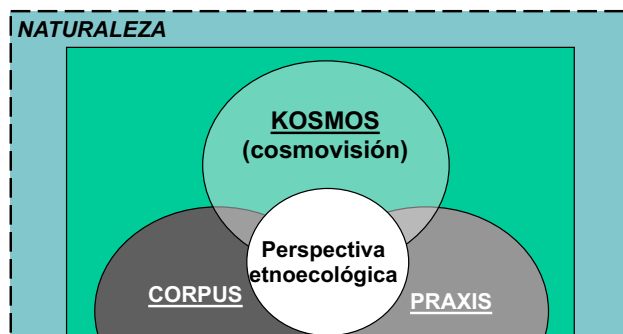 NATURALEZA
KOSMOS
(cosmovisión)
Perspectiva
etnoecológica
CORPUS
PRAXIS